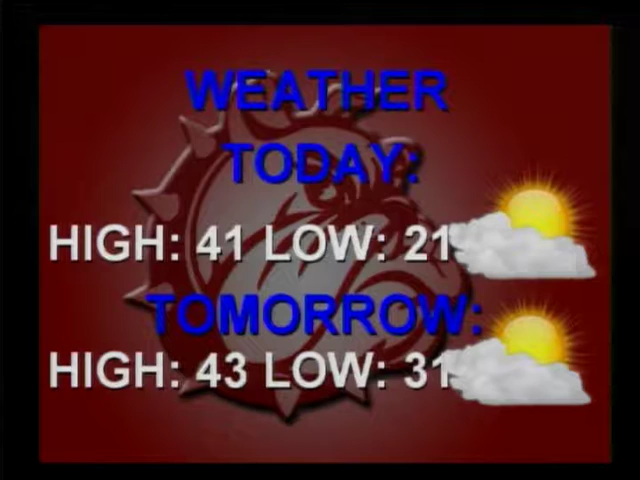 WEATHER
TODAY:
HIGH: 41 LOW: 21
TOMORROW:
HIGH: 43 LOW: 31